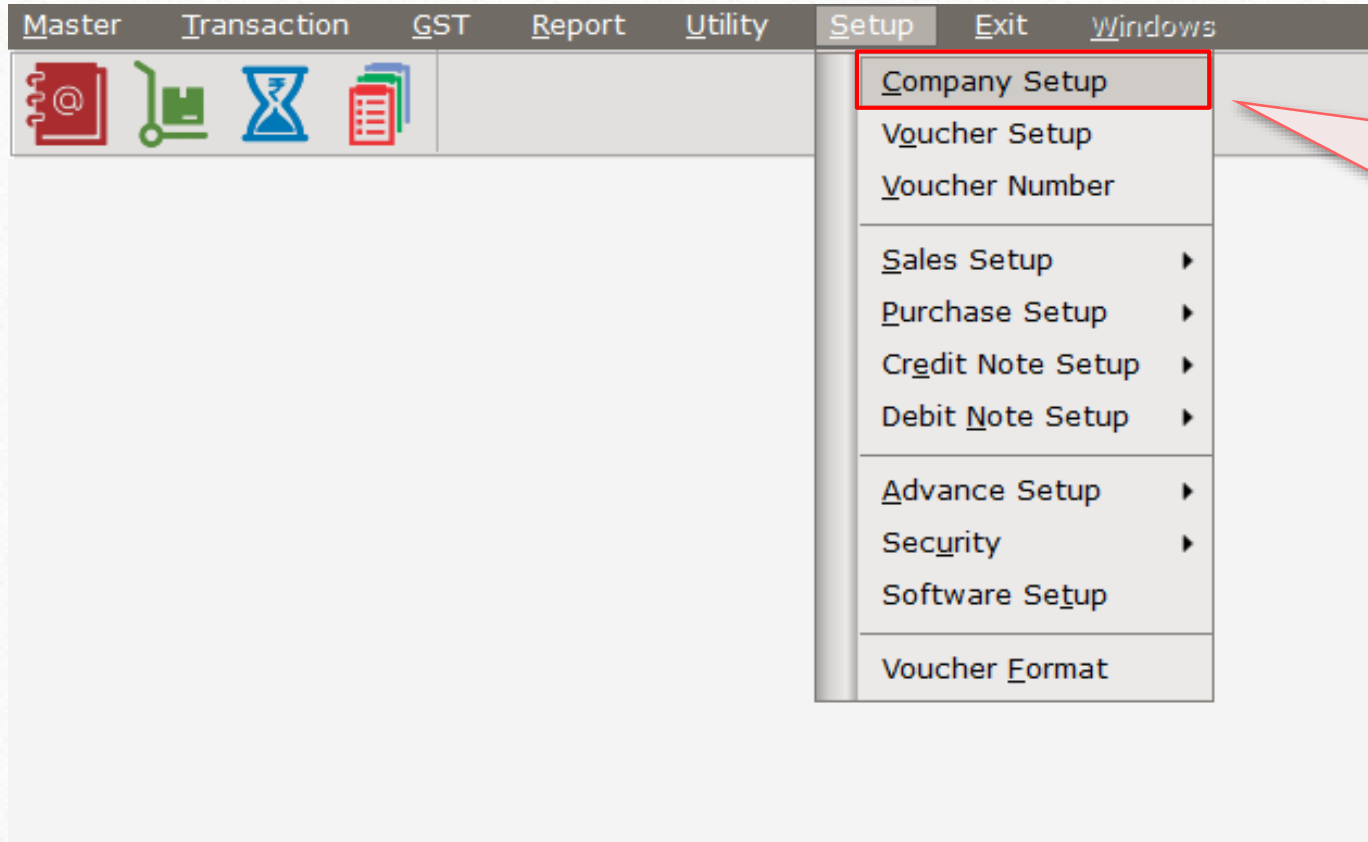 Master Transaction GST Report Utility Setup Exit Windows
@ ₹
Company Setup
Voucher Setup
Voucher Number
Sales Setup
Purchase Setup
Credit Note Setup
Debit Note Setup
Advance Setup
Security
Software Setup
Voucher Format